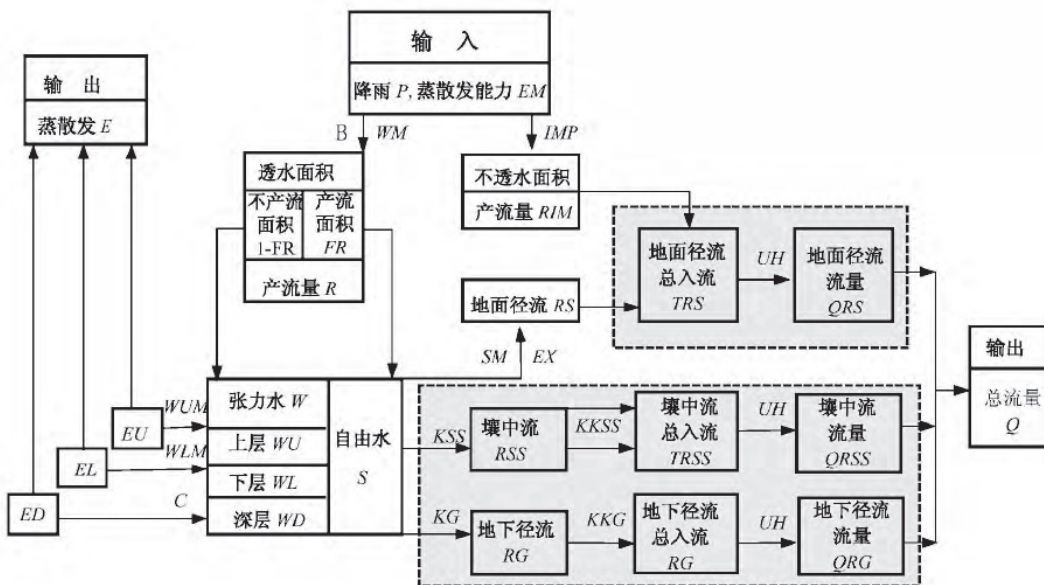 输 入
降雨 P, 蒸散发能力 EM
输 出
蒸散发 E
B
WM
IMP
透水面积
不产流
面积
1-FR
产流
面积
FR
产流量 R
不透水面积
产流量 RIM
地面径流
总入流
TRS
UH
地面径流
流量
QRS
地面径流 RS
SM
EX
输出
总流量
Q
张力水 W
上层 WU
下层 WL
深层 WD
自由水
S
WUM
EU
WLM
EL
C
ED
KSS
壤中流
RSS
KKSS
壤中流
总入流
TRSS
UH
壤中流
流量
QRSS
KG
地下径流
RG
KKG
地下径流
总入流
RG
UH
地下径流
流量
QRG